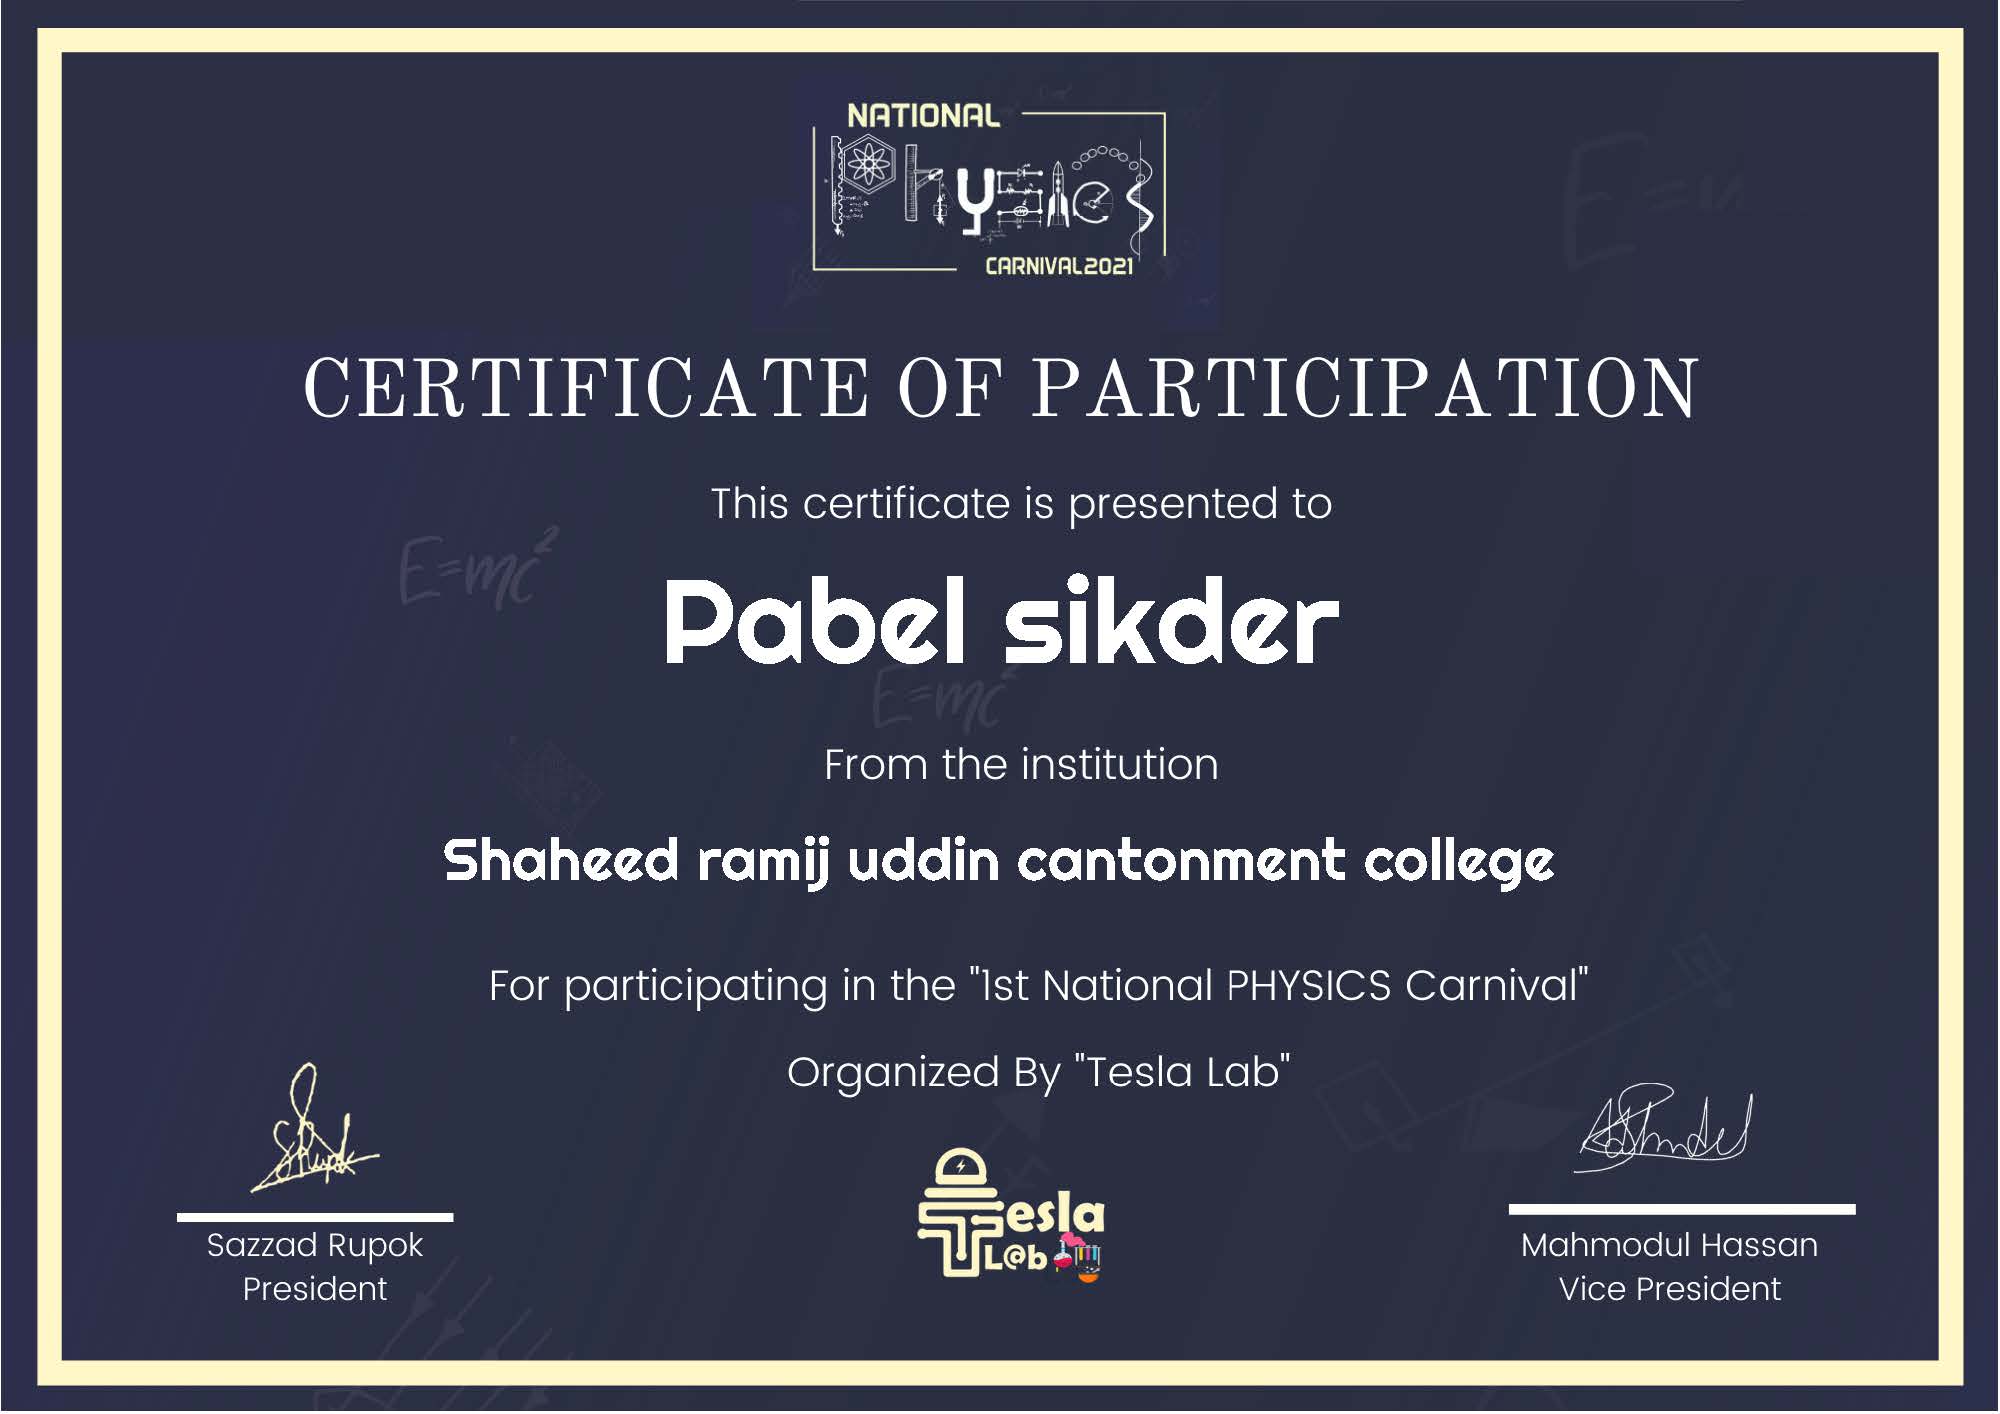 NATIONAL
Physics
CARNIVAL2021
CERTIFICATE OF PARTICIPATION
This certificate is presented to
E=mc²
Pabel sikder
E=mc²
From the institution
Shaheed ramij uddin cantonment college
For participating in the "1st National PHYSICS Carnival"
Organized By "Tesla Lab"
Tesla
L@b
Sazzad Rupok
President
Mahmodul Hassan
Vice President